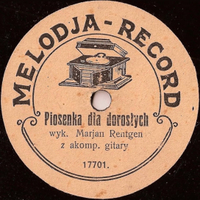 MELODJA-RECORD
Piosenka dla dorosłych
wyk. Marjan Rentgen
z akomp. gitary
17701.